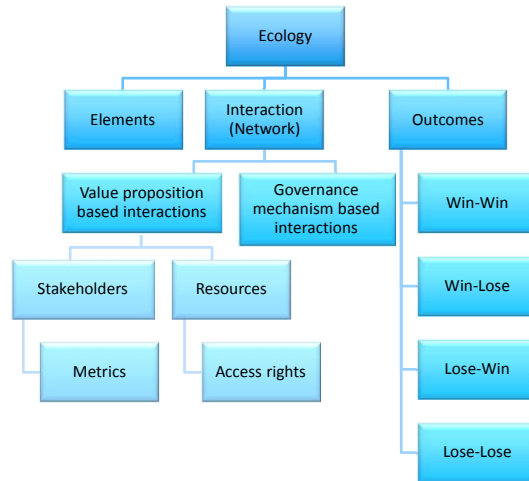 Ecology
Elements
Interaction
(Network)
Outcomes
Value proposition
based interactions
Governance
mechanism based
interactions
Win-Win
Stakeholders
Resources
Win-Lose
Metrics
Access rights
Lose-Win
Lose-Lose